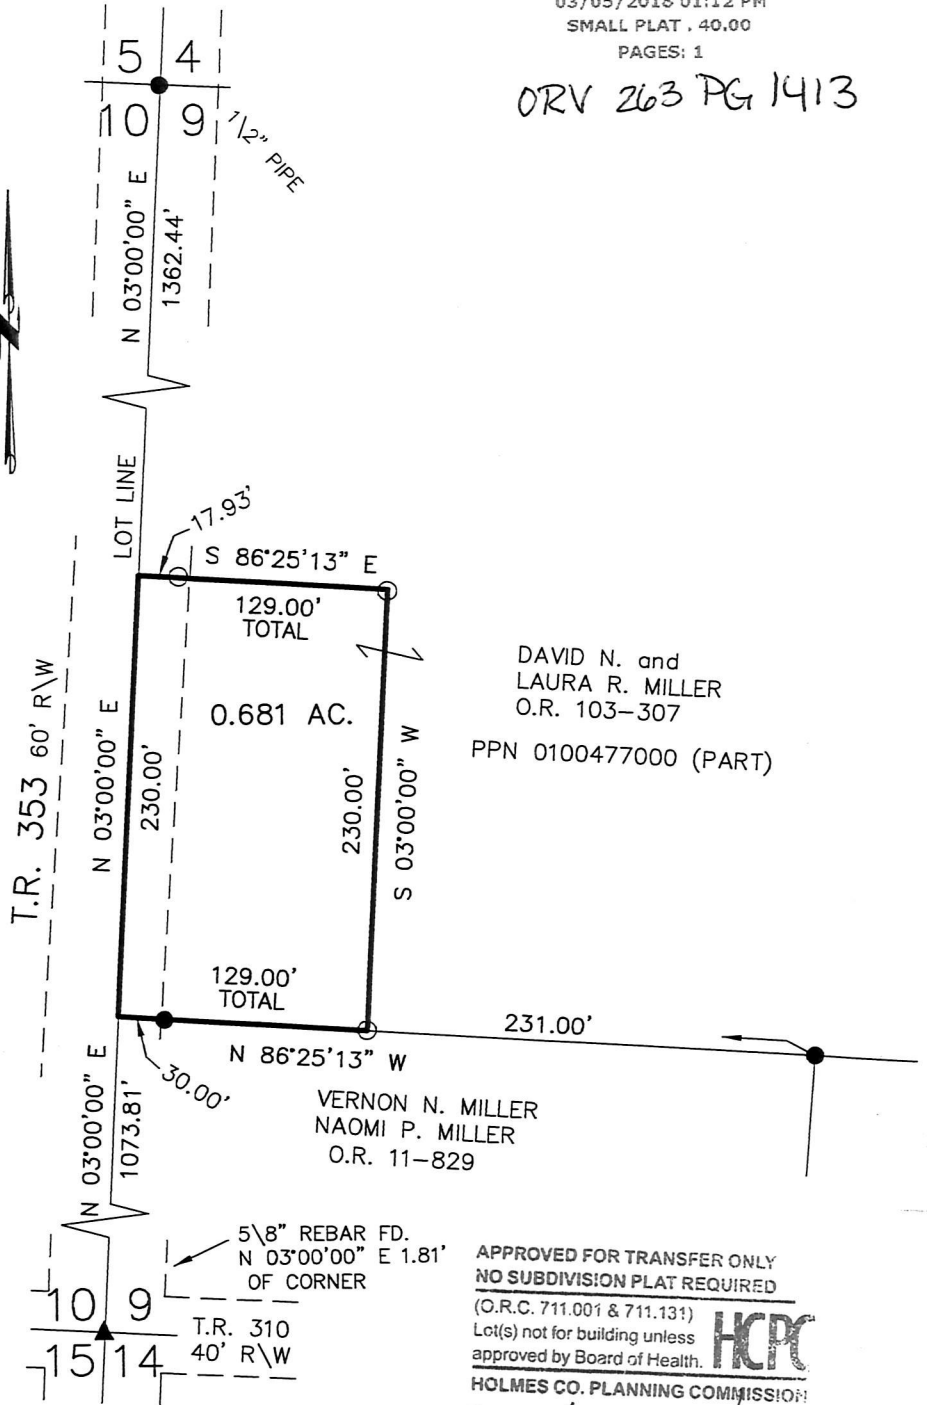 03/05/2018 01:12 PM
SMALL PLAT . 40.00
PAGES: 1
ORV 263 PG 1413
5 4
10 9
1/2" PIPE
N 03°00'00" E
1362.44'
LOT LINE
17.93'
S 86°25'13" E
129.00'
TOTAL
0.681 AC.
T.R. 353 60' R\W
N 03°00'00" E
230.00'
230.00'
S 03°00'00" W
DAVID N. and
LAURA R. MILLER
O.R. 103-307
PPN 0100477000 (PART)
129.00'
TOTAL
N 86°25'13" W
231.00'
30.00'
N 03°00'00" E
1073.81'
VERNON N. MILLER
NAOMI P. MILLER
O.R. 11-829
5\8" REBAR FD.
N 03°00'00" E 1.81'
OF CORNER
10 9
15 14
T.R. 310
40' R\W
APPROVED FOR TRANSFER ONLY
NO SUBDIVISION PLAT REQUIRED
(O.R.C. 711.001 & 711.131)
Lot(s) not for building unless
approved by Board of Health.
HCPC
HOLMES CO. PLANNING COMMISSION